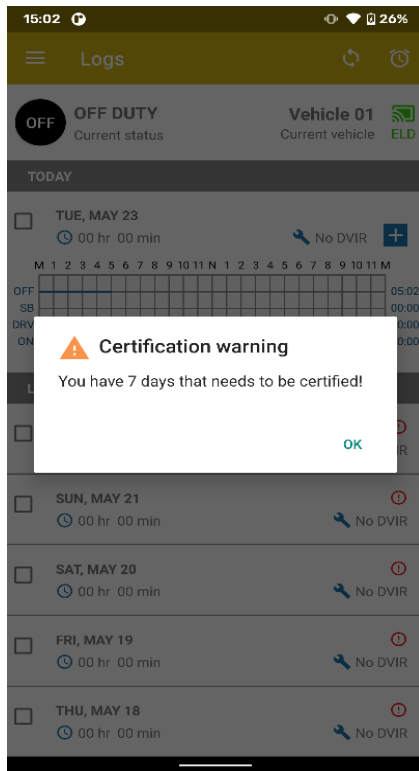 15:02 26%
Logs
OFF OFF DUTY Vehicle 01
Current status Current vehicle ELD
TODAY
TUE, MAY 23
00 hr 00 min No DVIR
M 1 2 3 4 5 6 7 8 9 10 11 N 1 2 3 4 5 6 7 8 9 10 11 M
OFF 05:02
SB 00:00
DRV 0:00
ON 0:00
Certification warning
You have 7 days that needs to be certified!
OK
L
SUN, MAY 21
00 hr 00 min No DVIR
SAT, MAY 20
00 hr 00 min No DVIR
FRI, MAY 19
00 hr 00 min No DVIR
THU, MAY 18
00 hr 00 min No DVIR